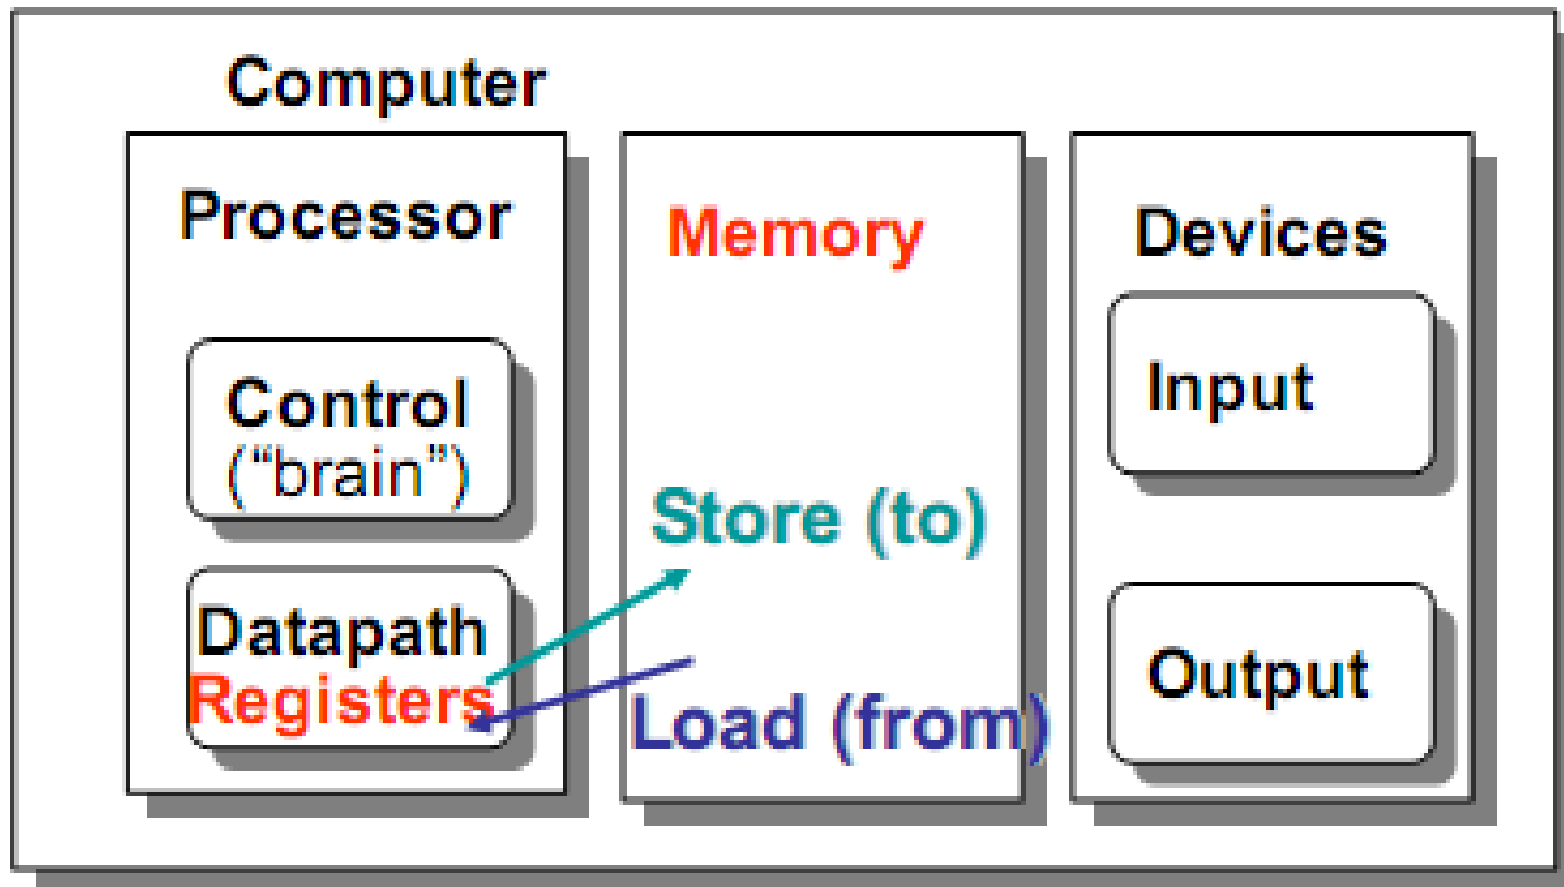 Computer
Processor
Control
(“brain”)
Datapath
Registers
Memory
Store (to)
Load (from)
Devices
Input
Output